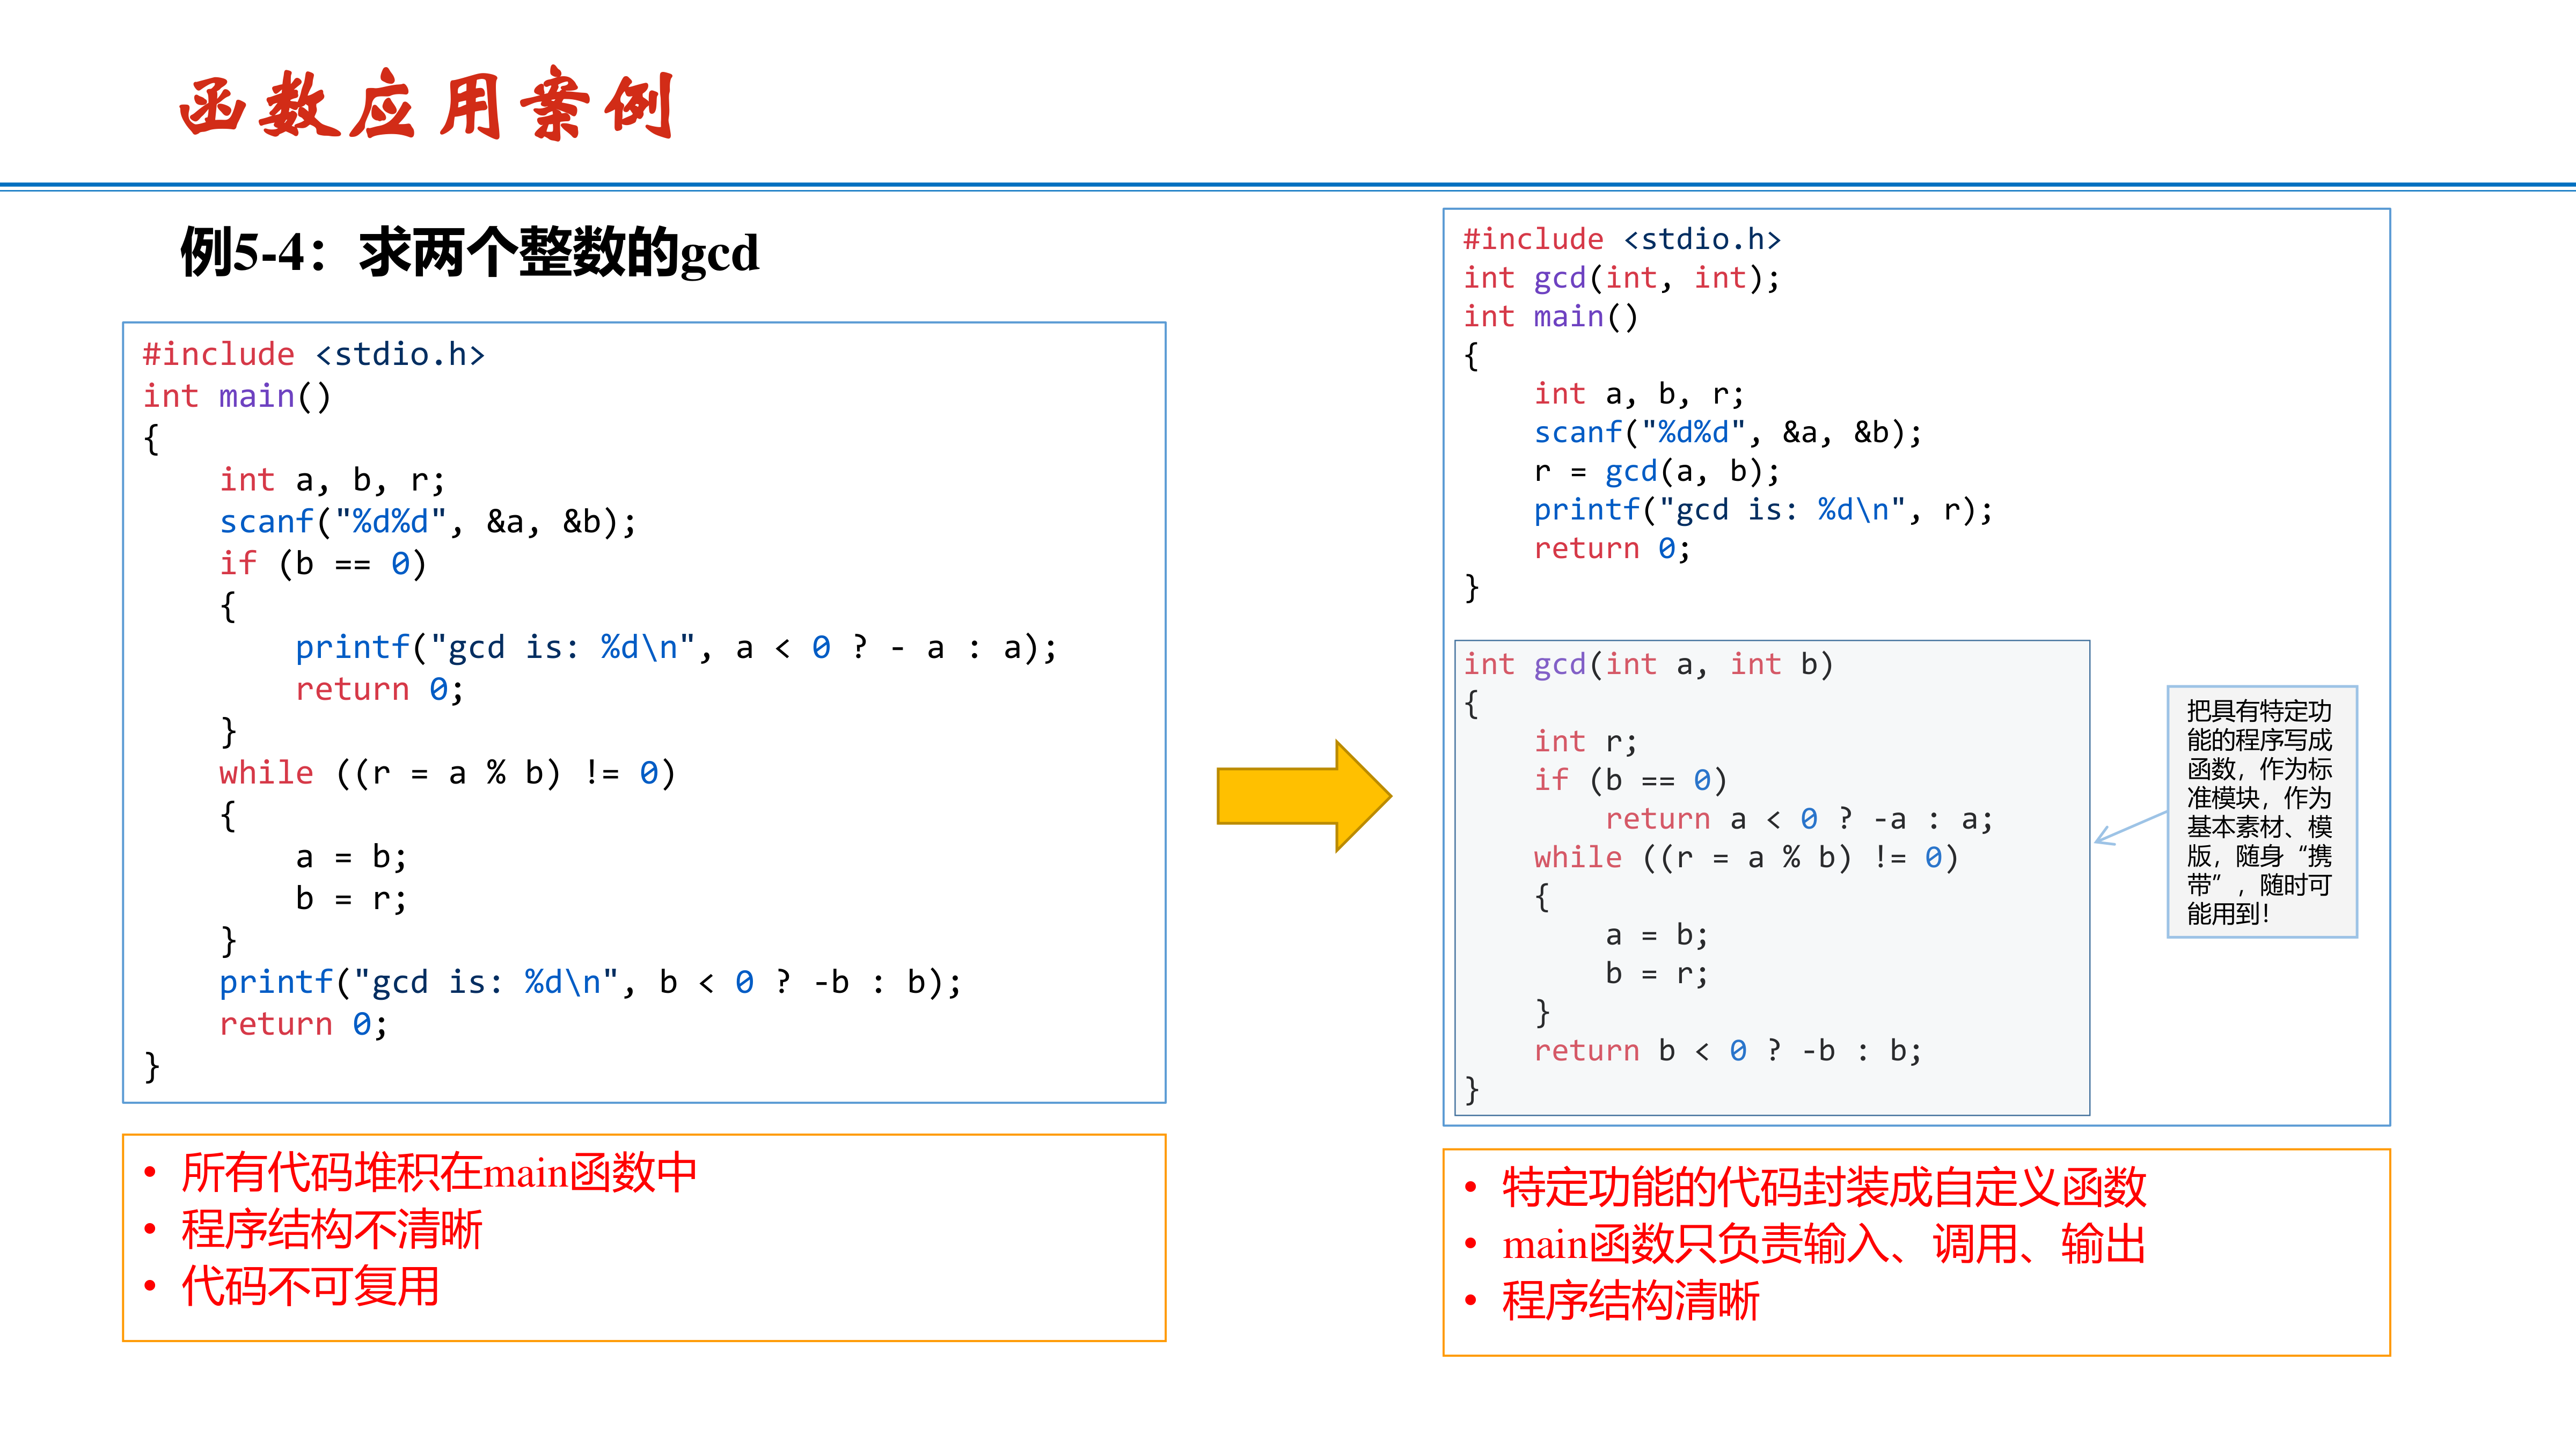 函数应用案例
例5-4：求两个整数的gcd
#include <stdio.h>
int main()
{
    int a, b, r;
    scanf("%d%d", &a, &b);
    if (b == 0)
    {
        printf("gcd is: %d\n", a < 0 ? - a : a);
        return 0;
    }
    while ((r = a % b) != 0)
    {
        a = b;
        b = r;
    }
    printf("gcd is: %d\n", b < 0 ? -b : b);
    return 0;
}
• 所有代码堆积在main函数中
• 程序结构不清晰
• 代码不可复用
#include <stdio.h>
int gcd(int, int);
int main()
{
    int a, b, r;
    scanf("%d%d", &a, &b);
    r = gcd(a, b);
    printf("gcd is: %d\n", r);
    return 0;
}
int gcd(int a, int b)
{
    int r;
    if (b == 0)
        return a < 0 ? -a : a;
    while ((r = a % b) != 0)
    {
        a = b;
        b = r;
    }
    return b < 0 ? -b : b;
}
把具有特定功
能的程序写成
函数，作为标
准模块，作为
基本素材、模
版，随身“携
带”，随时可
能用到！
• 特定功能的代码封装成自定义函数
• main函数只负责输入、调用、输出
• 程序结构清晰